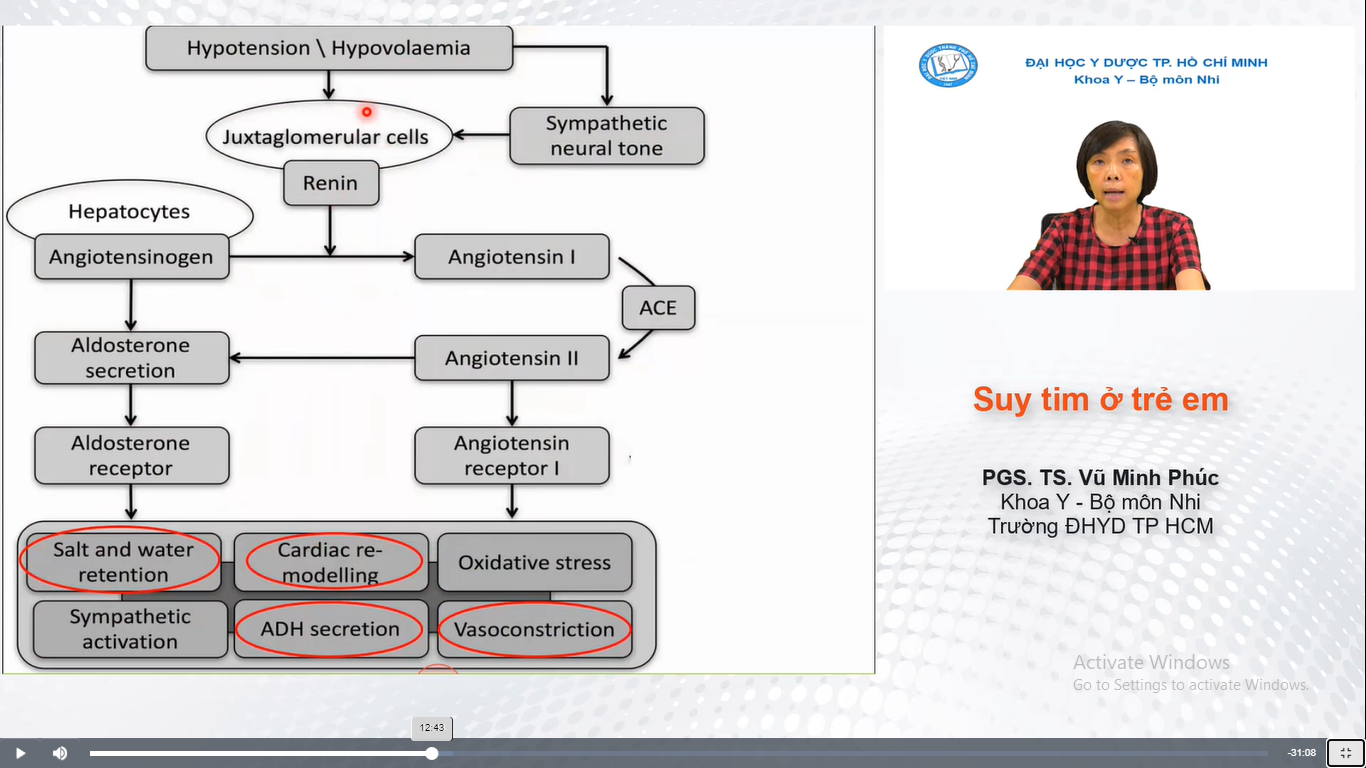 Hypotension \ Hypovolaemia
Juxtaglomerular cells
Sympathetic
neural tone
Renin
Hepatocytes
Angiotensinogen
Angiotensin I
ACE
Aldosterone
secretion
Angiotensin II
Aldosterone
receptor
Angiotensin
receptor I
Salt and water
retention
Cardiac re-
modelling
Oxidative stress
Sympathetic
activation
ADH secretion
Vasoconstriction
ĐẠI HỌC Y DƯỢC TP. HỒ CHÍ MINH
Khoa Y – Bộ môn Nhi
Suy tim ở trẻ em
PGS. TS. Vũ Minh Phúc
Khoa Y - Bộ môn Nhi
Trường ĐHYD TP HCM
Activate Windows
Go to Settings to activate Windows.
12:43
-31:08